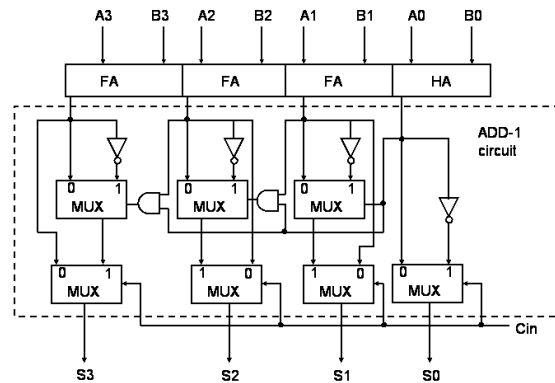 A3 B3 A2 B2 A1 B1 A0 B0
FA FA FA HA
ADD-1
circuit
0 1 0 1 0 1
MUX MUX MUX
0 1 1 0 1 0 0 1
MUX MUX MUX MUX
Cin
S3 S2 S1 S0